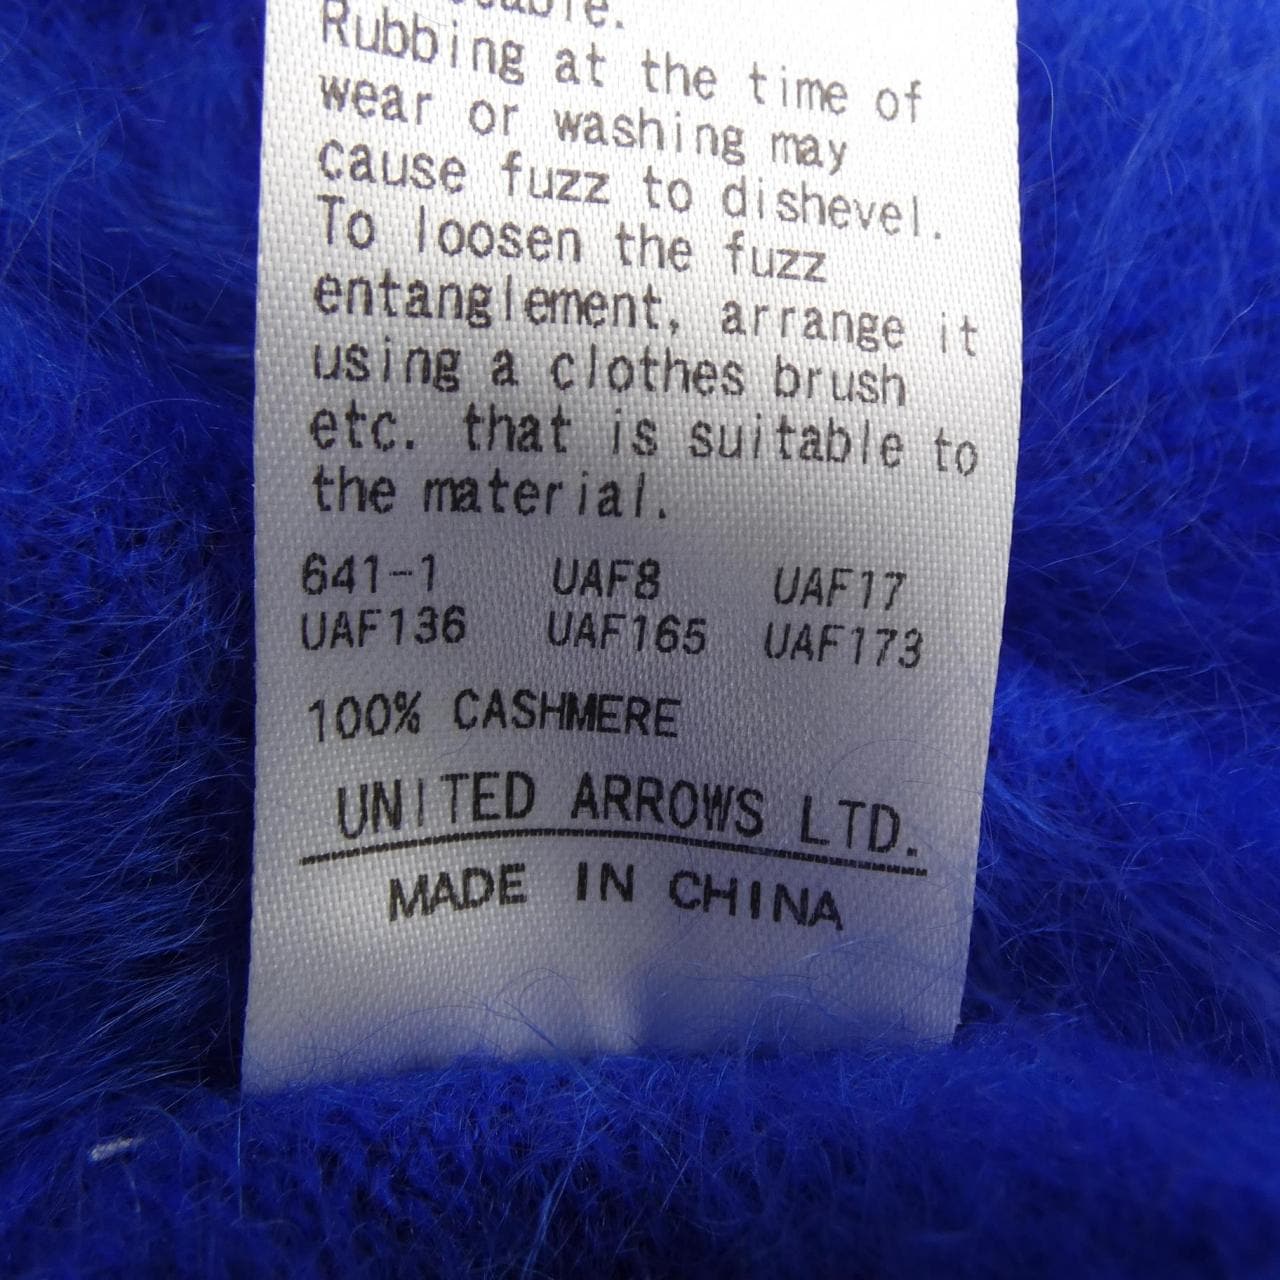 Rubbing at the time of
wear or washing may
cause fuzz to dishevel.
To loosen the fuzz
entanglement, arrange it
using a clothes brush
etc. that is suitable to
the material.
641-1 UAF8 UAF17
UAF136 UAF165 UAF173
100% CASHMERE
UNITED ARROWS LTD.
MADE IN CHINA